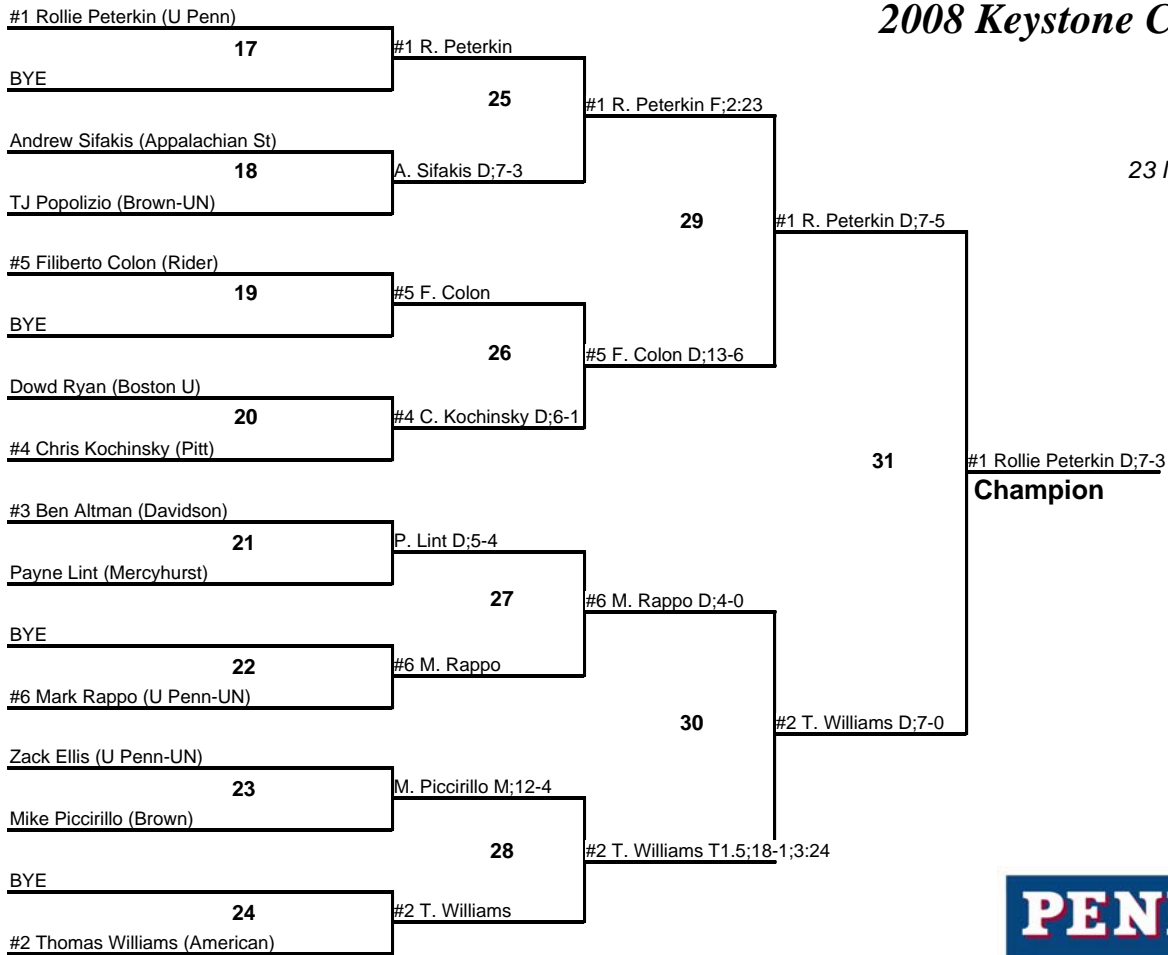 2008 Keystone C
23
#1 Rollie Peterkin (U Penn)
17
BYE
#1 R. Peterkin
25
#1 R. Peterkin F;2:23
Andrew Sifakis (Appalachian St)
18
TJ Popolizio (Brown-UN)
A. Sifakis D;7-3
29
#1 R. Peterkin D;7-5
#5 Filiberto Colon (Rider)
19
BYE
#5 F. Colon
26
#5 F. Colon D;13-6
Dowd Ryan (Boston U)
20
#4 Chris Kochinsky (Pitt)
#4 C. Kochinsky D;6-1
31
#1 Rollie Peterkin D;7-3
Champion
#3 Ben Altman (Davidson)
21
Payne Lint (Mercyhurst)
P. Lint D;5-4
27
#6 M. Rappo D;4-0
BYE
22
#6 Mark Rappo (U Penn-UN)
#6 M. Rappo
30
#2 T. Williams D;7-0
Zack Ellis (U Penn-UN)
23
Mike Piccirillo (Brown)
M. Piccirillo M;12-4
28
#2 T. Williams T1.5;18-1;3:24
BYE
24
#2 Thomas Williams (American)
#2 T. Williams
PEN